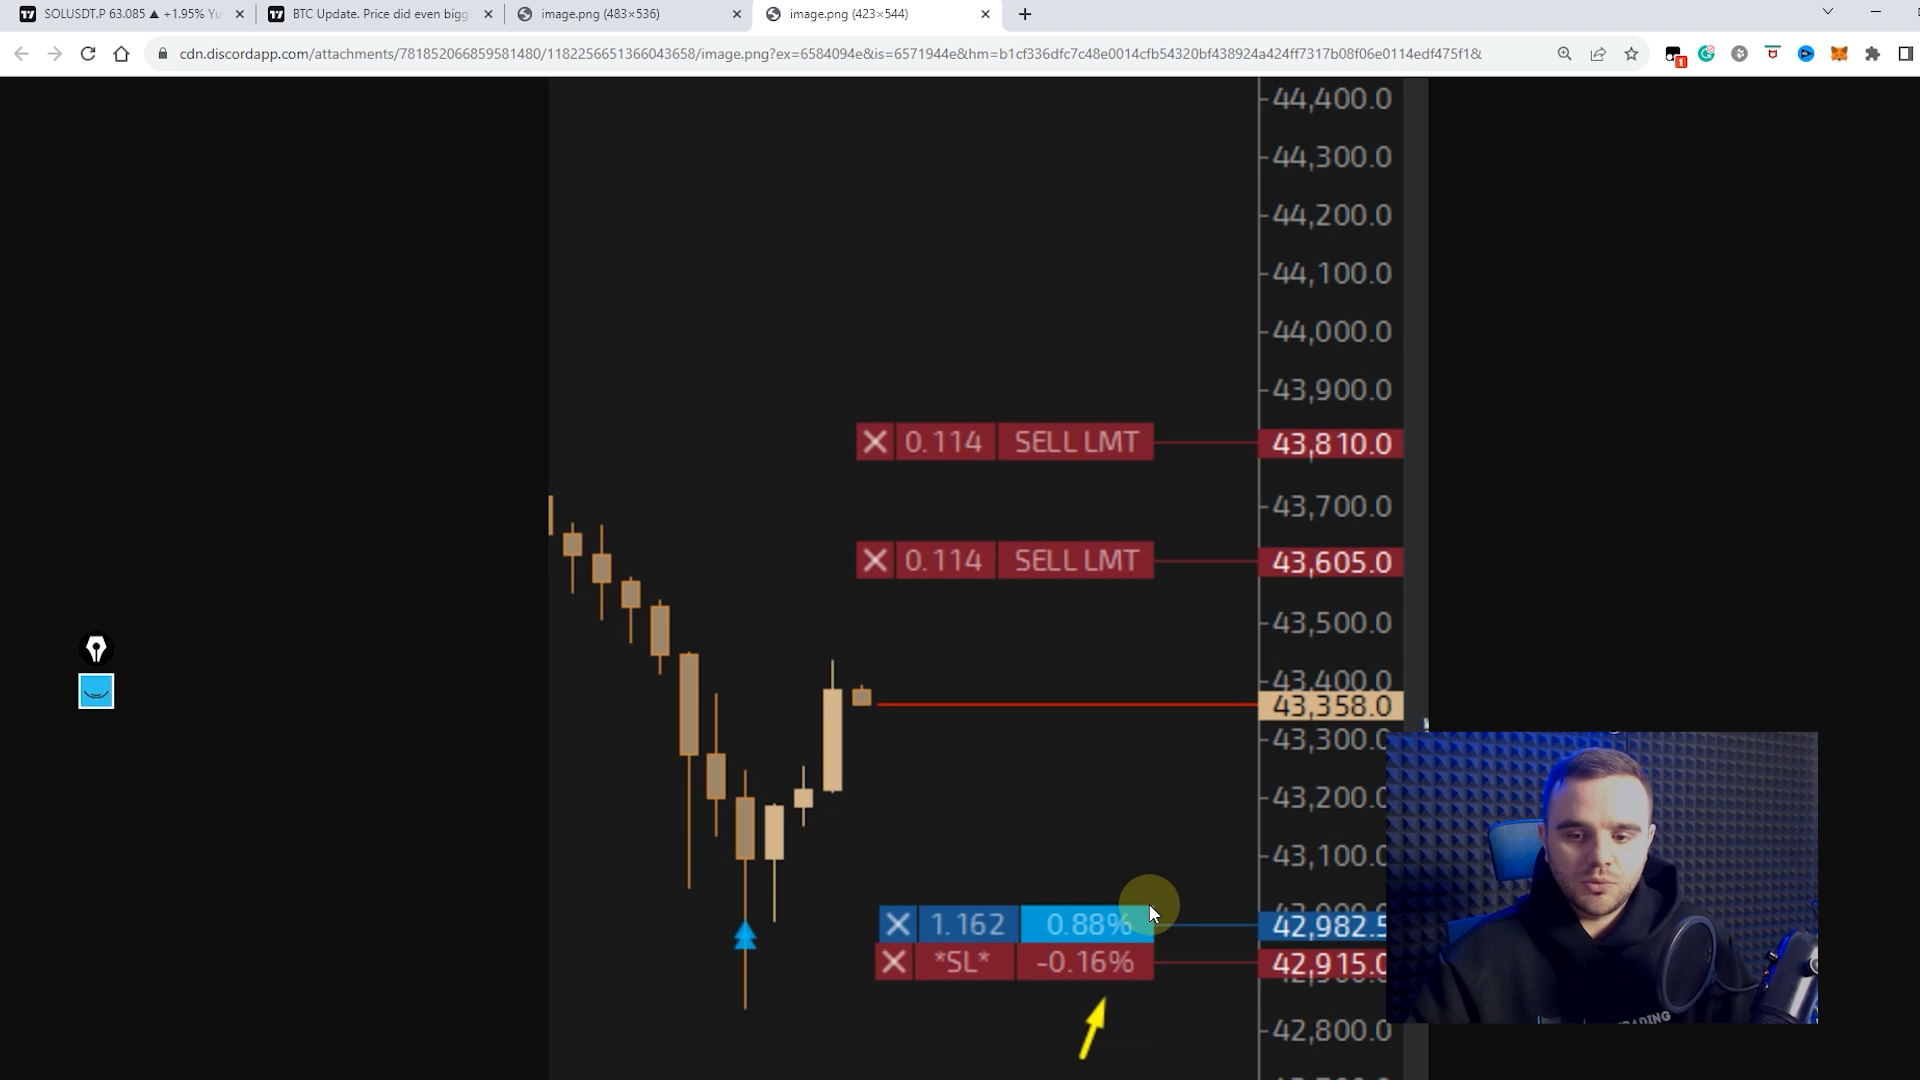 SOLUSDT.P 63.085 ▲ +1.95%
BTC Update. Price did even bigg
image.png (483×536)
image.png (423×544)
cdn.discordapp.com/attachments/781852066859581480/1182256651366043658/image.png?ex=6584094e&is=6571944e&hm=b1cf336dfc7c48e0014cfb54320bf438924a424ff7317b08f06e0114edf475f1&
1
44,400.0
44,300.0
44,200.0
44,100.0
44,000.0
43,900.0
0.114 SELL LMT 43,810.0
43,700.0
0.114 SELL LMT 43,605.0
43,500.0
43,400.0
43,358.0
43,300.0
43,200.0
43,100.0
1.162 0.88% 42,982.5
*SL* -0.16% 42,915.0
42,800.0